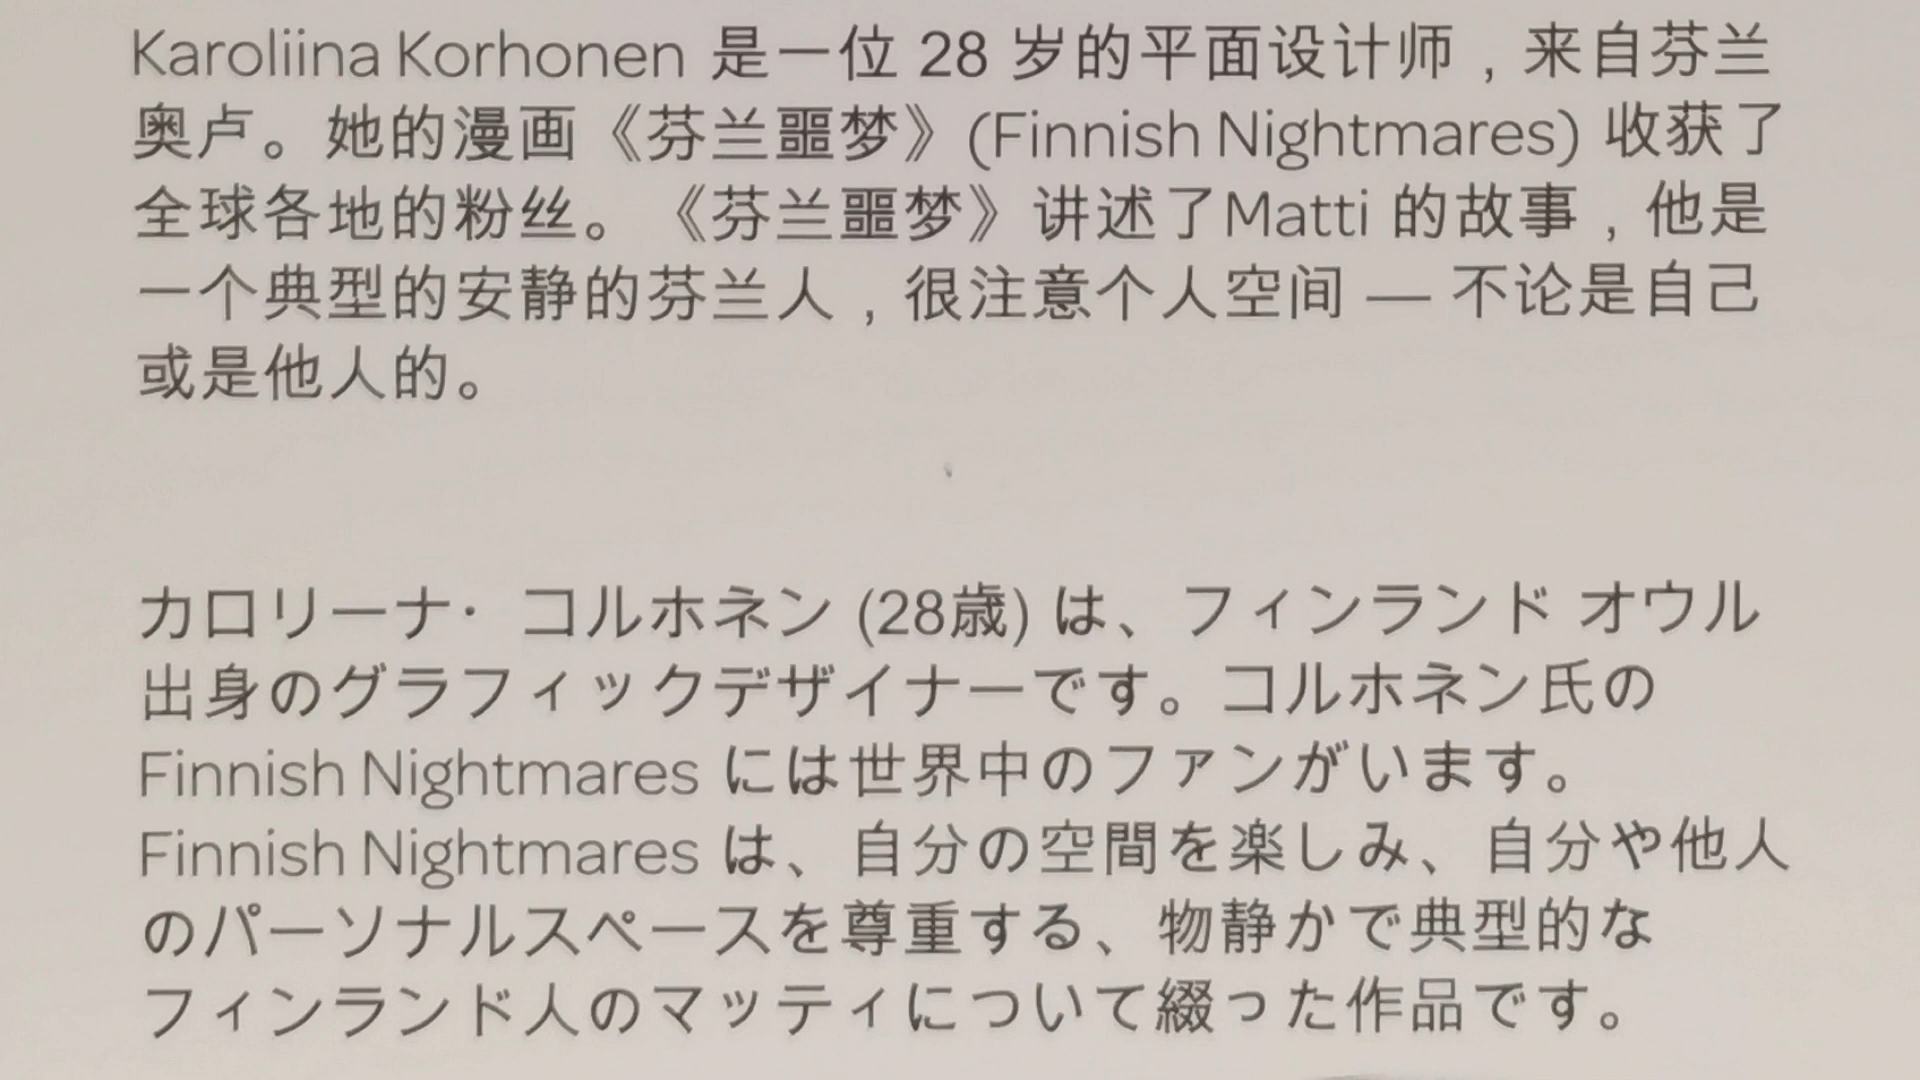 Karoliina Korhonen 是一位 28 岁的平面设计师，来自芬兰
奥卢。她的漫画《芬兰噩梦》(Finnish Nightmares) 收获了
全球各地的粉丝。《芬兰噩梦》讲述了Matti 的故事，他是
一个典型的安静的芬兰人，很注意个人空间 — 不论是自己
或是他人的。
カロリーナ· コルホネン (28歳) は、フィンランド オウル
出身のグラフィックデザイナーです。コルホネン氏の
Finnish Nightmares には世界中のファンがいます。
Finnish Nightmares は、自分の空間を楽しみ、自分や他人
のパーソナルスペースを尊重する、物静かで典型的な
フィンランド人のマッティについて綴った作品です。